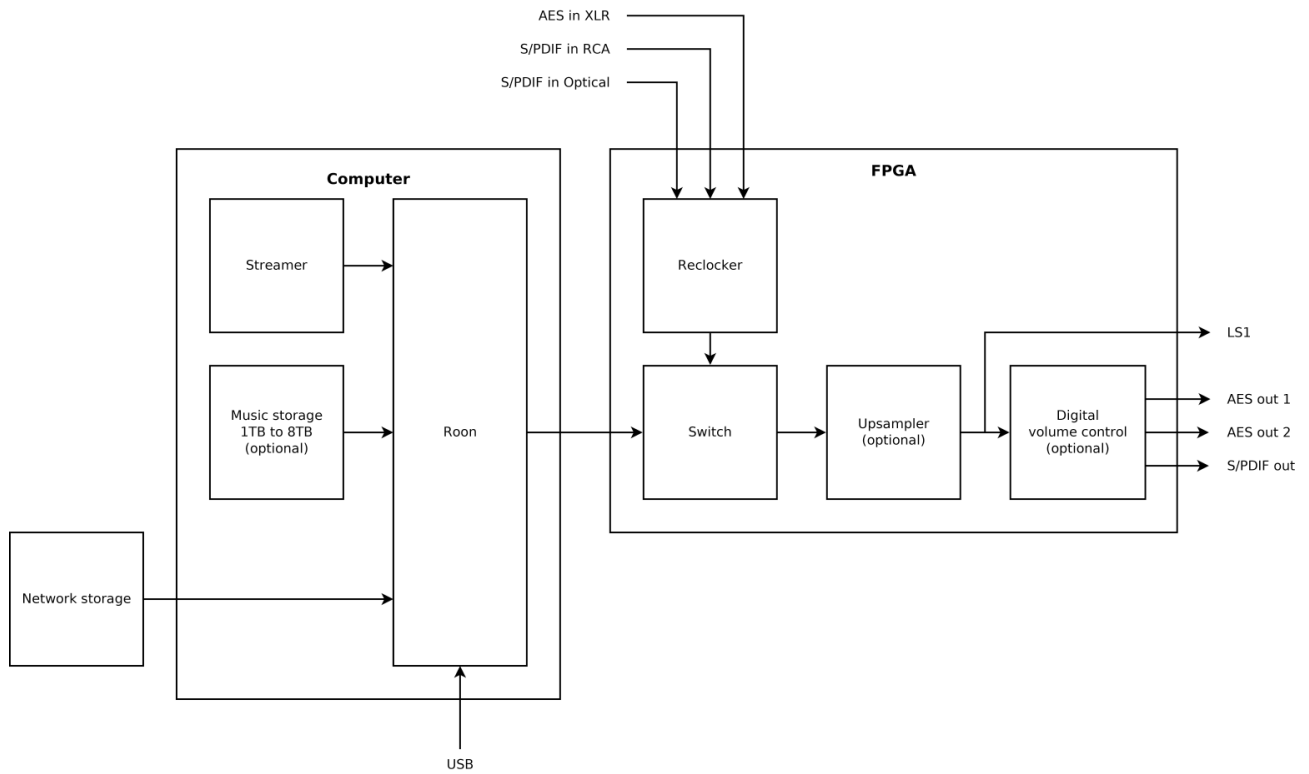 AES in XLR
S/PDIF in RCA
S/PDIF in Optical
Computer
FPGA
Streamer
Reclocker
LS1
Music storage
1TB to 8TB
(optional)
Roon
Switch
Upsampler
(optional)
Digital
volume control
(optional)
AES out 1
AES out 2
S/PDIF out
Network storage
USB